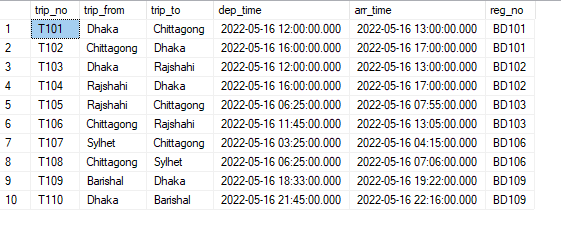 trip_no trip_from trip_to dep_time arr_time reg_no
1 T101 Dhaka Chittagong 2022-05-16 12:00:00.000 2022-05-16 13:00:00.000 BD101
2 T102 Chittagong Dhaka 2022-05-16 16:00:00.000 2022-05-16 17:00:00.000 BD101
3 T103 Dhaka Rajshahi 2022-05-16 12:00:00.000 2022-05-16 13:00:00.000 BD102
4 T104 Rajshahi Dhaka 2022-05-16 16:00:00.000 2022-05-16 17:00:00.000 BD102
5 T105 Rajshahi Chittagong 2022-05-16 06:25:00.000 2022-05-16 07:55:00.000 BD103
6 T106 Chittagong Rajshahi 2022-05-16 11:45:00.000 2022-05-16 13:05:00.000 BD103
7 T107 Sylhet Chittagong 2022-05-16 03:25:00.000 2022-05-16 04:15:00.000 BD106
8 T108 Chittagong Sylhet 2022-05-16 06:25:00.000 2022-05-16 07:06:00.000 BD106
9 T109 Barishal Dhaka 2022-05-16 18:33:00.000 2022-05-16 19:22:00.000 BD109
10 T110 Dhaka Barishal 2022-05-16 21:45:00.000 2022-05-16 22:16:00.000 BD109